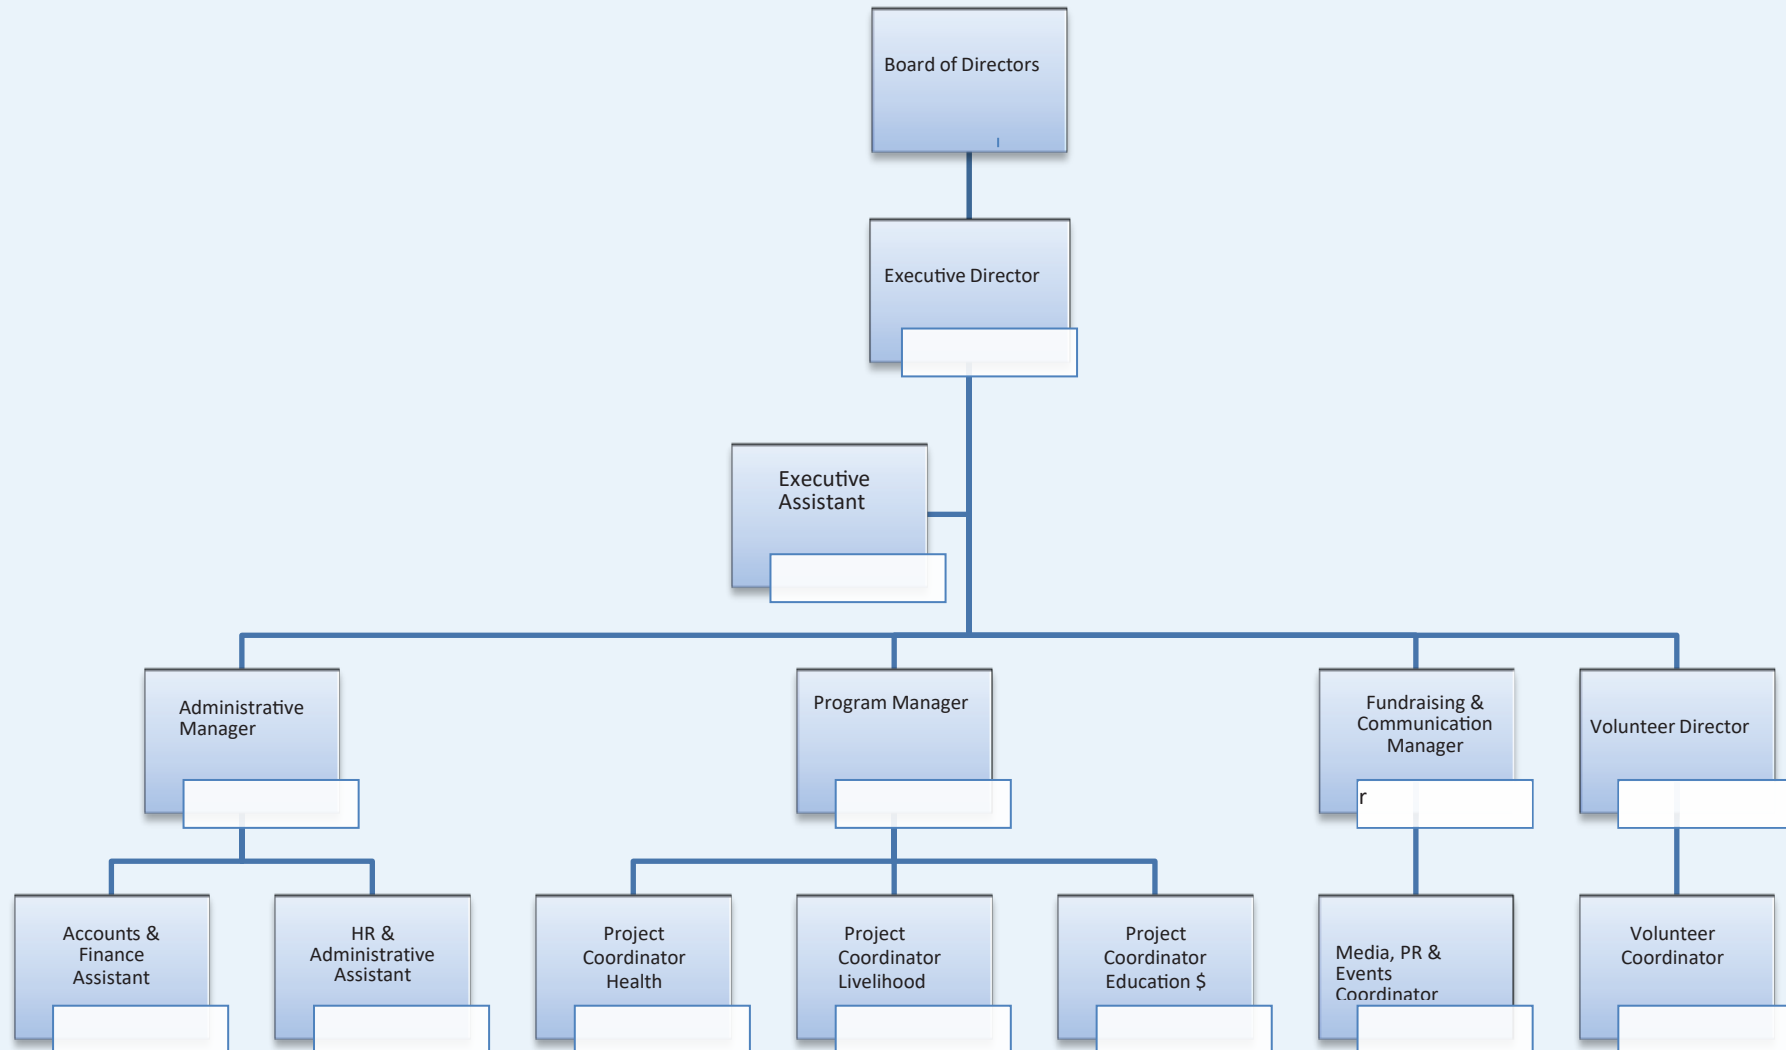 Board of Directors
Executive Director
Executive
Assistant
Administrative
Manager
Program Manager
Fundraising &
Communication
Manager
r
Volunteer Director
Accounts &
Finance
Assistant
HR &
Administrative
Assistant
Project
Coordinator
Health
Project
Coordinator
Livelihood
Project
Coordinator
Education $
Media, PR &
Events
Coordinator
Volunteer
Coordinator